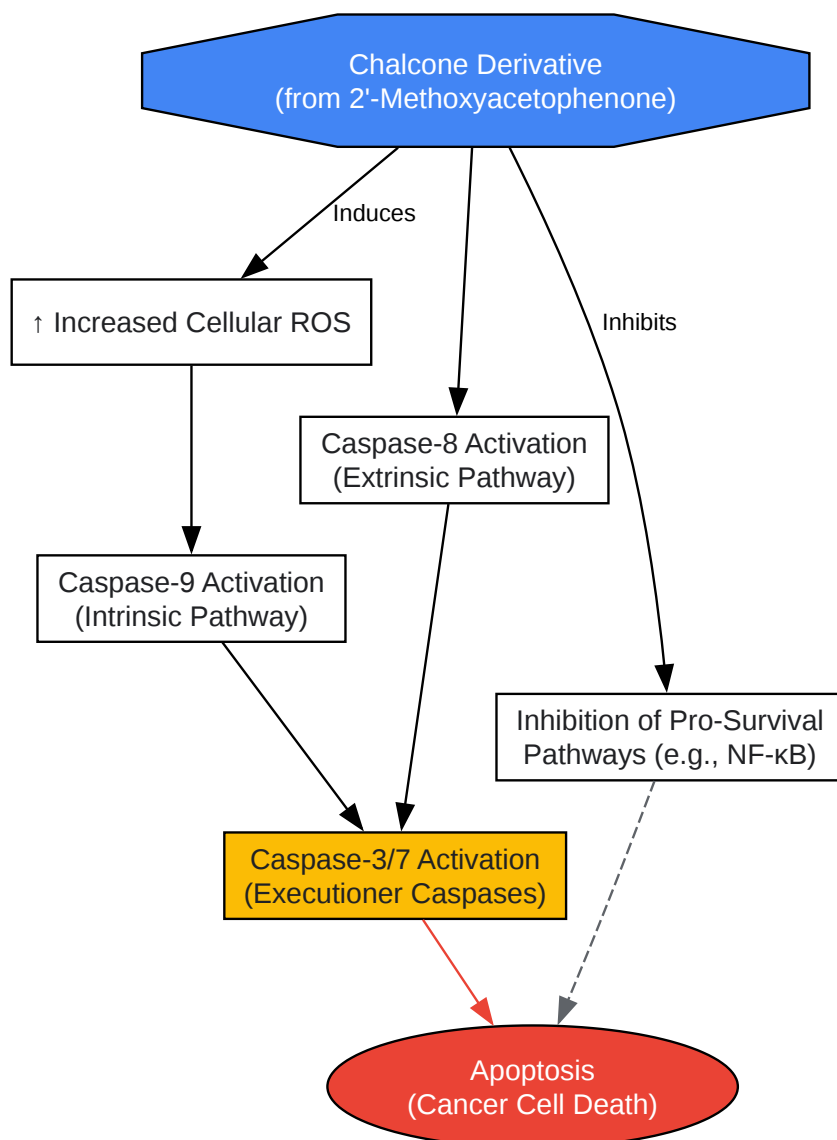 Chalcone Derivative
(from 2'-Methoxyacetophenone)
Induces
↑ Increased Cellular ROS
Inhibits
Caspase-8 Activation
(Extrinsic Pathway)
Caspase-9 Activation
(Intrinsic Pathway)
Inhibition of Pro-Survival
Pathways (e.g., NF-κB)
Caspase-3/7 Activation
(Executioner Caspases)
Apoptosis
(Cancer Cell Death)